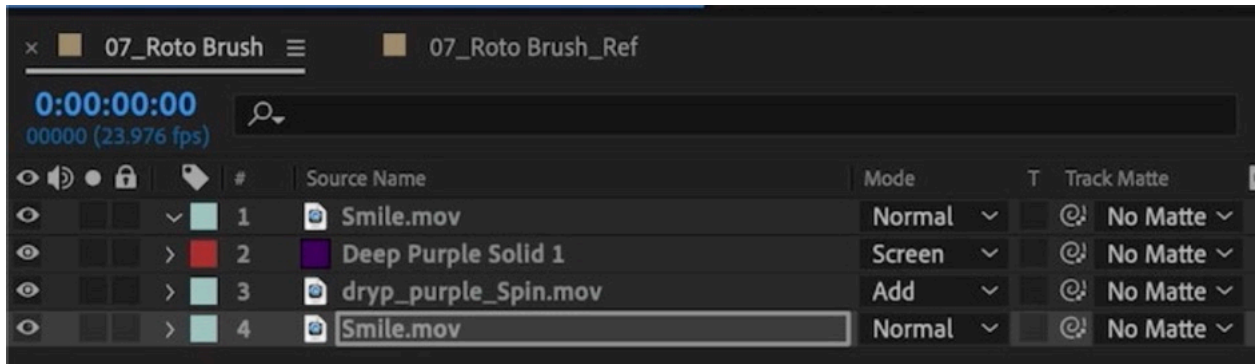 07_Roto Brush 07_Roto Brush_Ref
0:00:00:00
00000 (23.976 fps)
# Source Name Mode T Track Matte
1 Smile.mov Normal No Matte
2 Deep Purple Solid 1 Screen No Matte
3 dryp_purple_Spin.mov Add No Matte
4 Smile.mov Normal No Matte